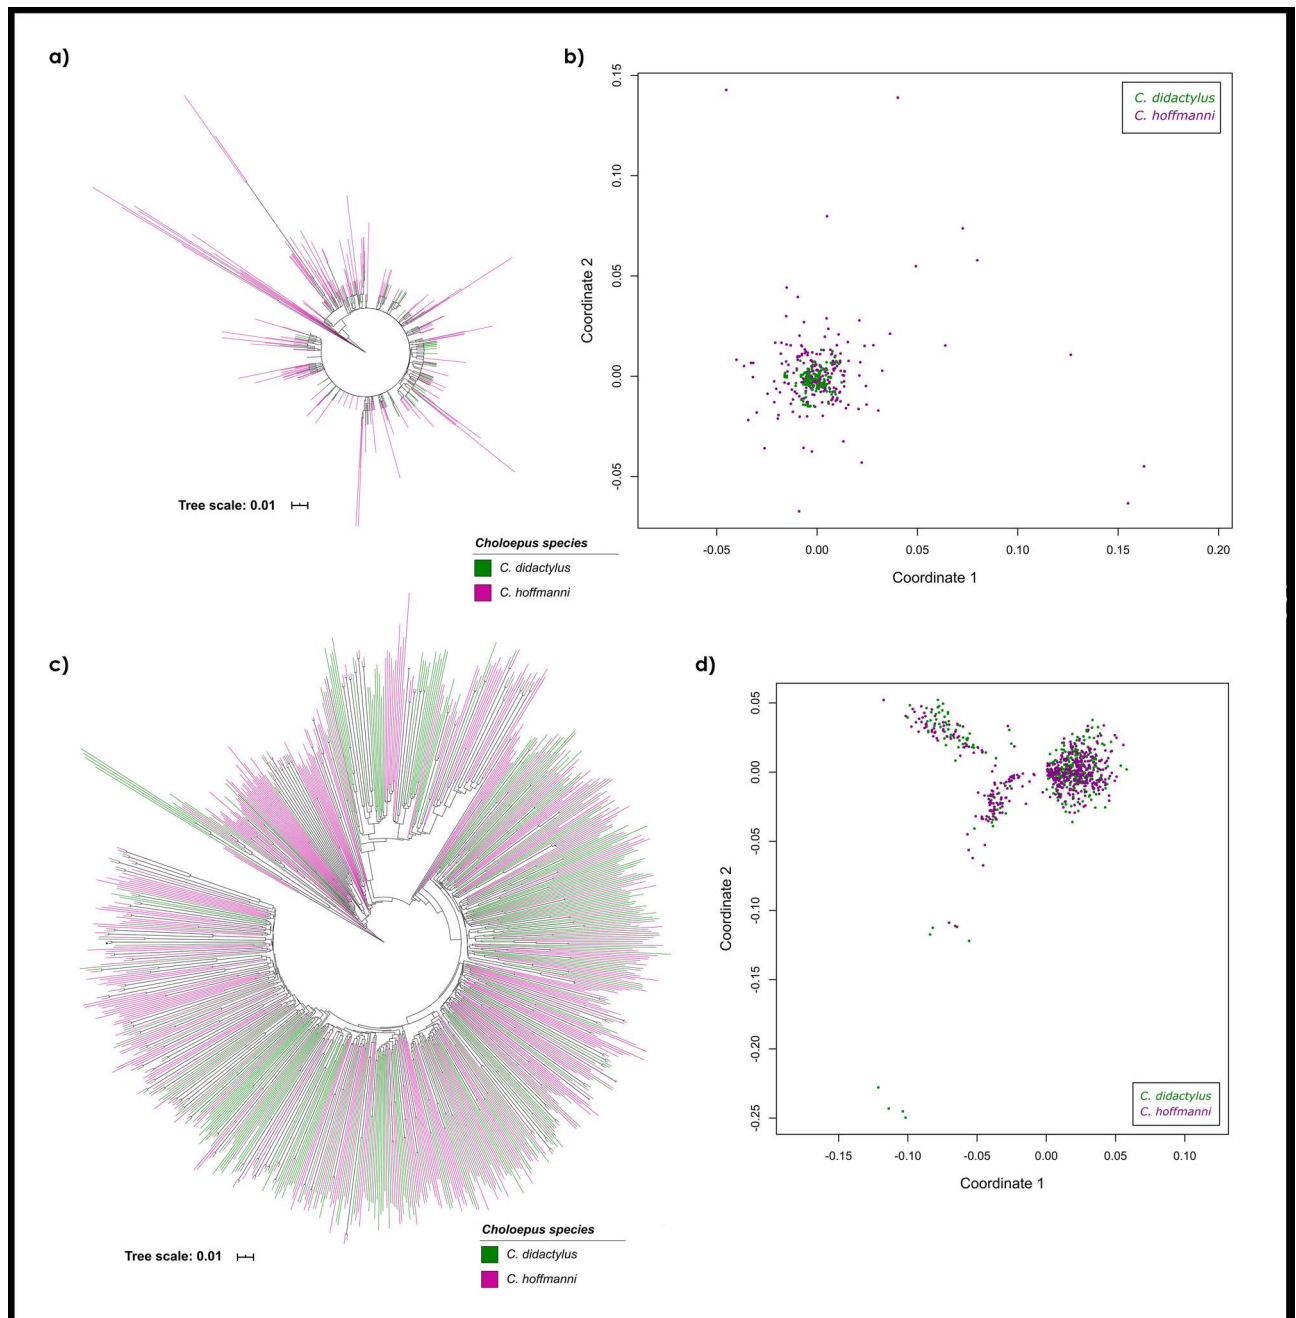 a)
b)
C. didactylus
C. hoffmanni
0.15
0.10
0.05
0.00
-0.05
Coordinate 2
-0.05
0.00
0.05
0.10
0.15
0.20
Coordinate 1
Tree scale: 0.01
Choloepus species
C. didactylus
C. hoffmanni
c)
d)
0.05
0.00
-0.05
-0.10
-0.15
-0.20
-0.25
Coordinate 2
C. didactylus
C. hoffmanni
-0.15
-0.10
-0.05
0.00
0.05
0.10
Coordinate 1
Choloepus species
Tree scale: 0.01
C. didactylus
C. hoffmanni